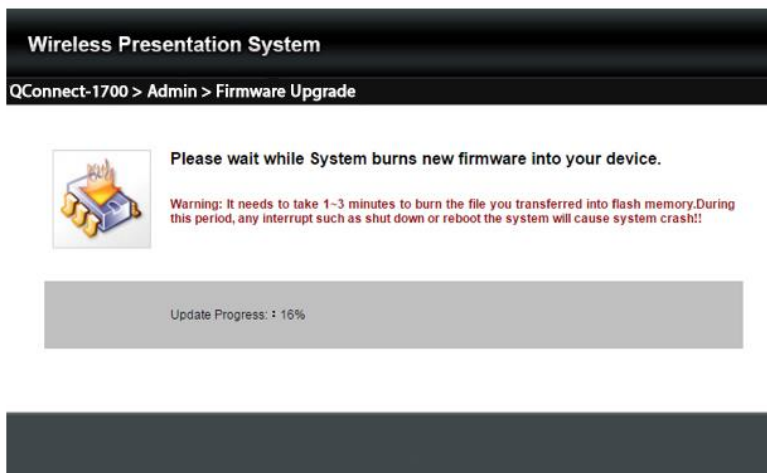 Wireless Presentation System
QConnect-1700 > Admin > Firmware Upgrade
Please wait while System burns new firmware into your device.
Warning: It needs to take 1~3 minutes to burn the file you transferred into flash memory.During
this period, any interrupt such as shut down or reboot the system will cause system crash!!
Update Progress: : 16%